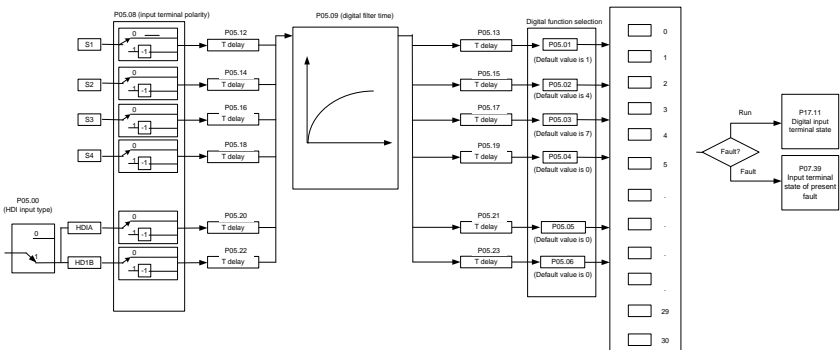 P05.08 (input terminal polarity)
P05.09 (digital filter time)
Digital function selection
S1
0
1
-1
P05.12
T delay
P05.13
T delay
P05.01
(Default value is 1)
S2
0
1
-1
P05.14
T delay
P05.15
T delay
P05.02
(Default value is 4)
S3
0
1
-1
P05.16
T delay
P05.17
T delay
P05.03
(Default value is 7)
S4
0
1
-1
P05.18
T delay
P05.19
T delay
P05.04
(Default value is 0)
P05.00
(HDI input type)
0
1
HDIA
0
1
-1
P05.20
T delay
P05.21
T delay
P05.05
(Default value is 0)
HD1B
0
1
-1
P05.22
T delay
P05.23
T delay
P05.06
(Default value is 0)
0
1
2
3
4
5
.
.
.
.
29
30
Fault?
Run
Fault
P17.11
Digital input
terminal state
P07.39
Input terminal
state of present
fault